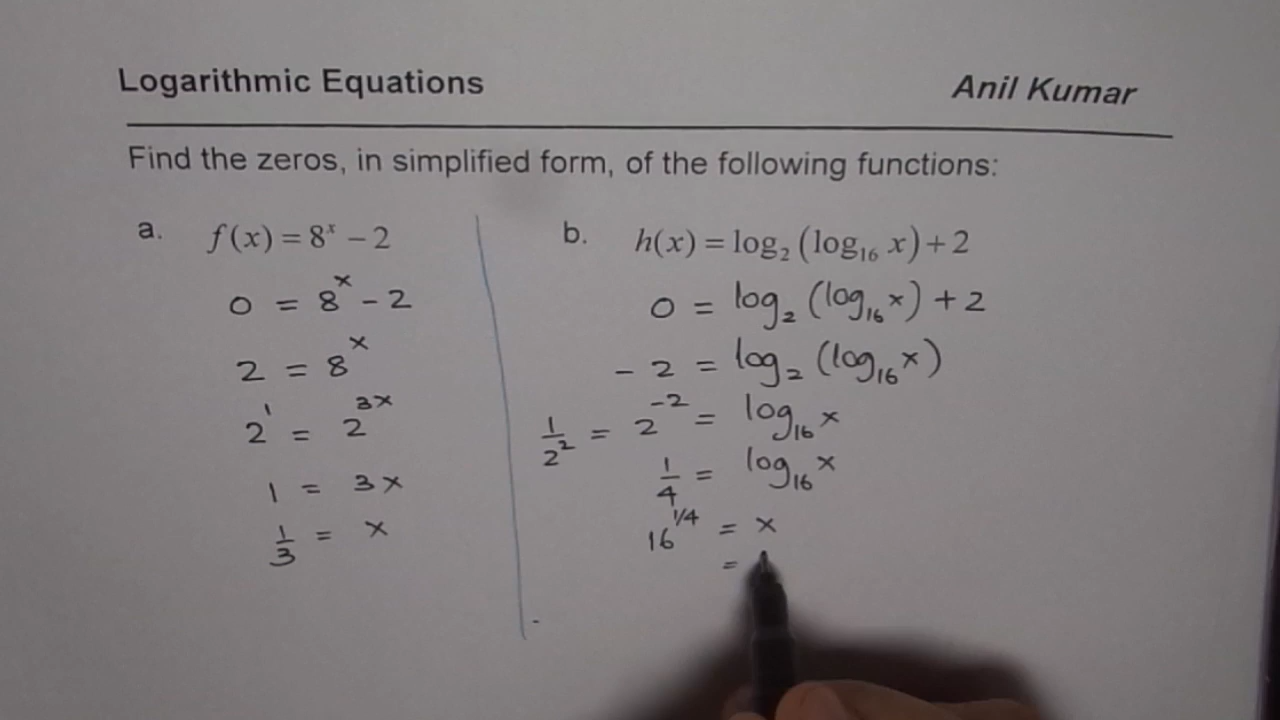 Logarithmic Equations Anil Kumar
Find the zeros, in simplified form, of the following functions:
a. f(x) = 8^x − 2
0 = 8^x - 2
2 = 8^x
2^1 = 2^3x
1 = 3x
1/3 = x
b. h(x) = log₂ (log₁₆ x) + 2
0 = log₂ (log₁₆ x) + 2
- 2 = log₂ (log₁₆ x)
1/2² = 2^-2 = log₁₆ x
1/4 = log₁₆ x
16^1/4 = x
=